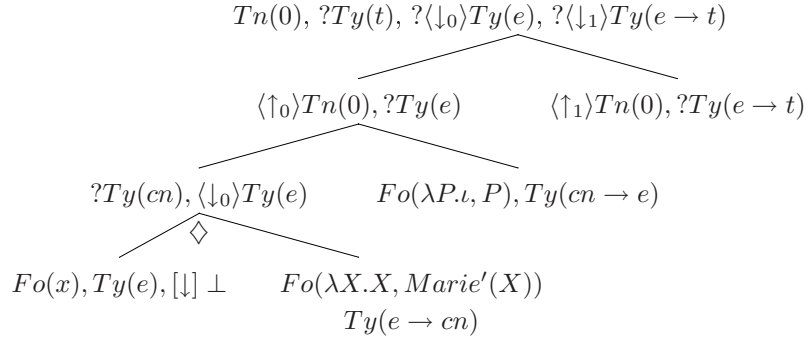 Tn(0), ?Ty(t), ?⟨↓₀⟩Ty(e), ?⟨↓₁⟩Ty(e → t)
⟨↑₀⟩Tn(0), ?Ty(e) ⟨↑₁⟩Tn(0), ?Ty(e → t)
?Ty(cn), ⟨↓₀⟩Ty(e) Fo(λP.ι, P), Ty(cn → e)
♢
Fo(x), Ty(e), [↓] ⊥ Fo(λX.X, Marie′(X))
Ty(e → cn)